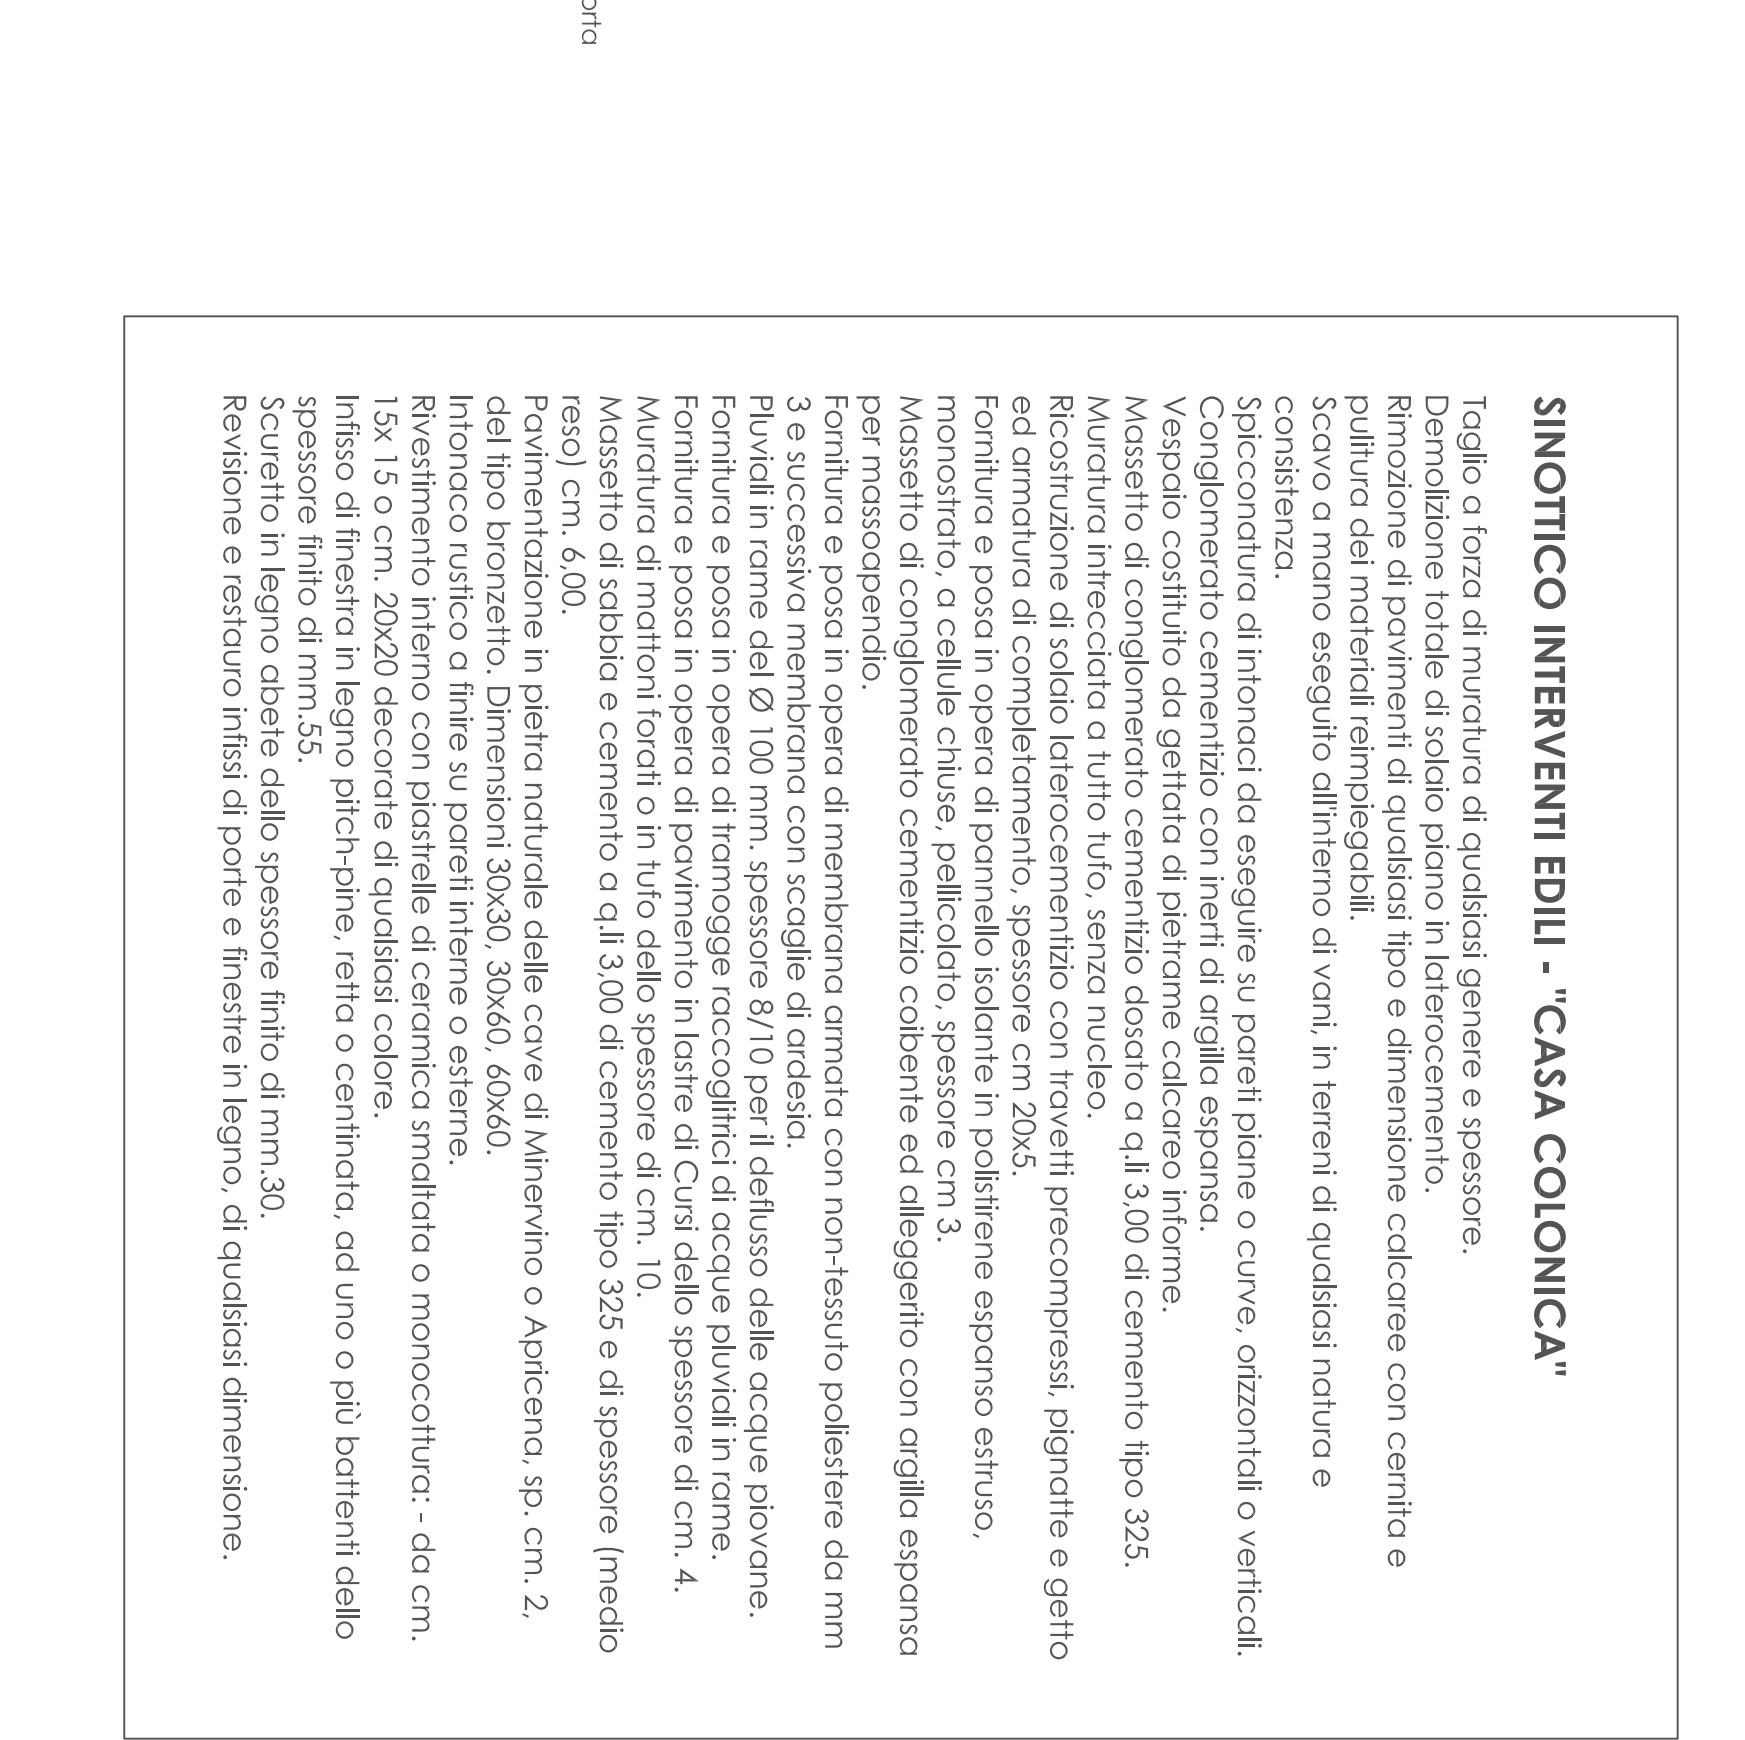 orta
SINOTTICO INTERVENTI EDILI - "CASA COLONICA"
Taglio a forza di muratura di qualsiasi genere e spessore.
Demolizione totale di solaio piano in laterocemento.
Rimozione di pavimenti di qualsiasi tipo e dimensione calcaree con cernita e
pulitura dei materiali reimpiegabili.
Scavo a mano eseguito all'interno di vani, in terreni di qualsiasi natura e
consistenza.
Spicconatura di intonaci da eseguire su pareti piane o curve, orizzontali o verticali.
Conglomerato cementizio con inerti di argilla espansa.
Vespaio costituito da gettata di pietrame calcareo informe.
Massetto di conglomerato cementizio dosato a q.li 3,00 di cemento tipo 325.
Muratura intrecciata a tutto tufo, senza nucleo.
Ricostruzione di solaio laterocementizio con travetti precompressi, pignatte e getto
ed armatura di completamento, spessore cm 20x5.
Fornitura e posa in opera di pannello isolante in polistirene espanso estruso,
monostrato, a cellule chiuse, pellicolato, spessore cm 3.
Massetto di conglomerato cementizio coibente ed alleggerito con argilla espansa
per massoapendio.
Fornitura e posa in opera di membrana armata con non-tessuto poliestere da mm
3 e successiva membrana con scaglie di ardesia.
Pluviali in rame del Ø 100 mm. spessore 8/10 per il deflusso delle acque piovane.
Fornitura e posa in opera di tramogge raccoglitrici di acque pluviali in rame.
Fornitura e posa in opera di pavimento in lastre di Cursi dello spessore di cm. 4.
Muratura di mattoni forati o in tufo dello spessore di cm. 10.
Massetto di sabbia e cemento a q.li 3,00 di cemento tipo 325 e di spessore (medio
reso) cm. 6,00.
Pavimentazione in pietra naturale delle cave di Minervino o Apricena, sp. cm. 2,
del tipo bronzetto. Dimensioni 30x30, 30x60, 60x60.
Intonaco rustico a finire su pareti interne o esterne.
Rivestimento interno con piastrelle di ceramica smaltata o monocottura: - da cm.
15x 15 o cm. 20x20 decorate di qualsiasi colore.
Infisso di finestra in legno pitch-pine, retta o centinata, ad uno o più battenti dello
spessore finito di mm.55.
Scuretto in legno abete dello spessore finito di mm.30.
Revisione e restauro infissi di porte e finestre in legno, di qualsiasi dimensione.